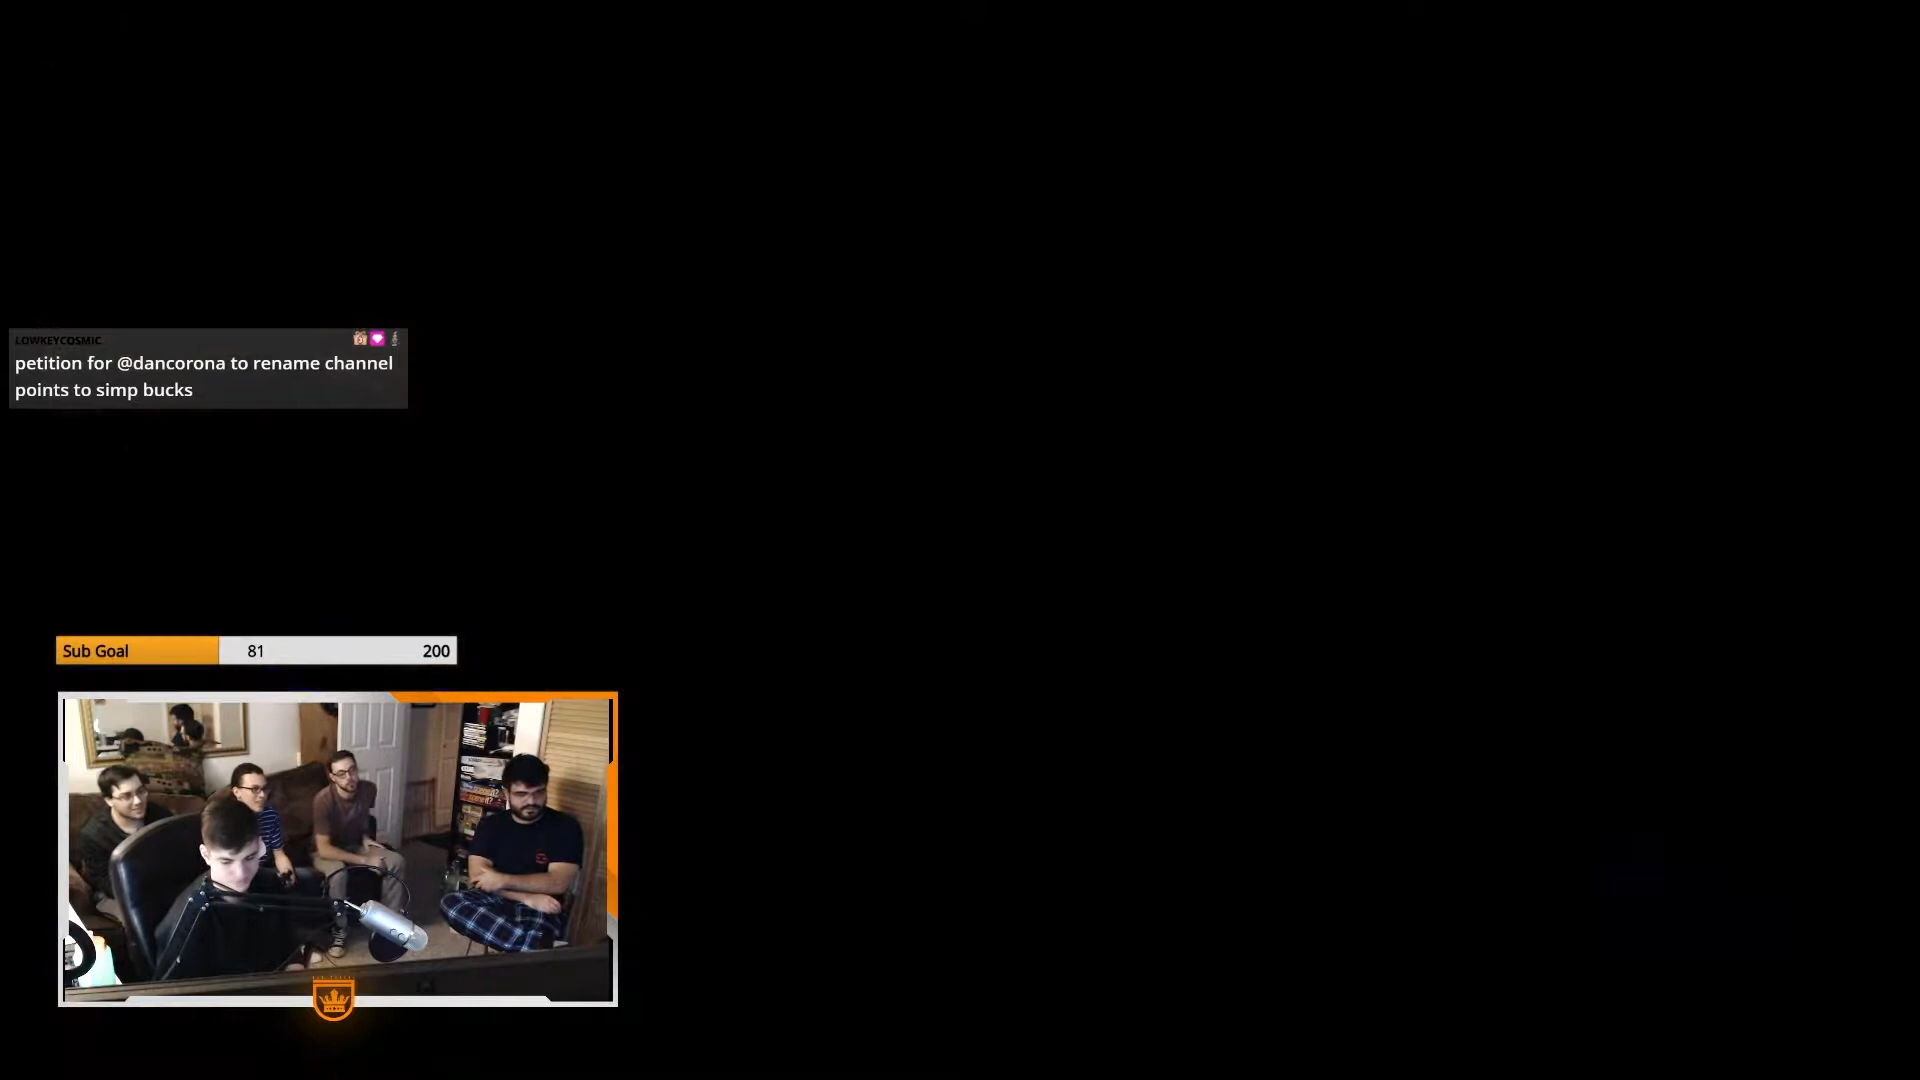 LOWKEYCOSMIC
petition for @dancorona to rename channel
points to simp bucks
Sub Goal 81 200